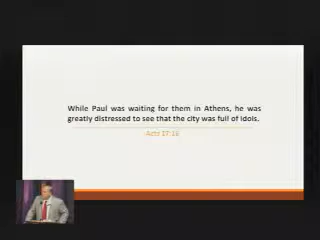 While Paul was waiting for them in Athens, he was
greatly distressed to see that the city was full of idols.
Acts 17:16